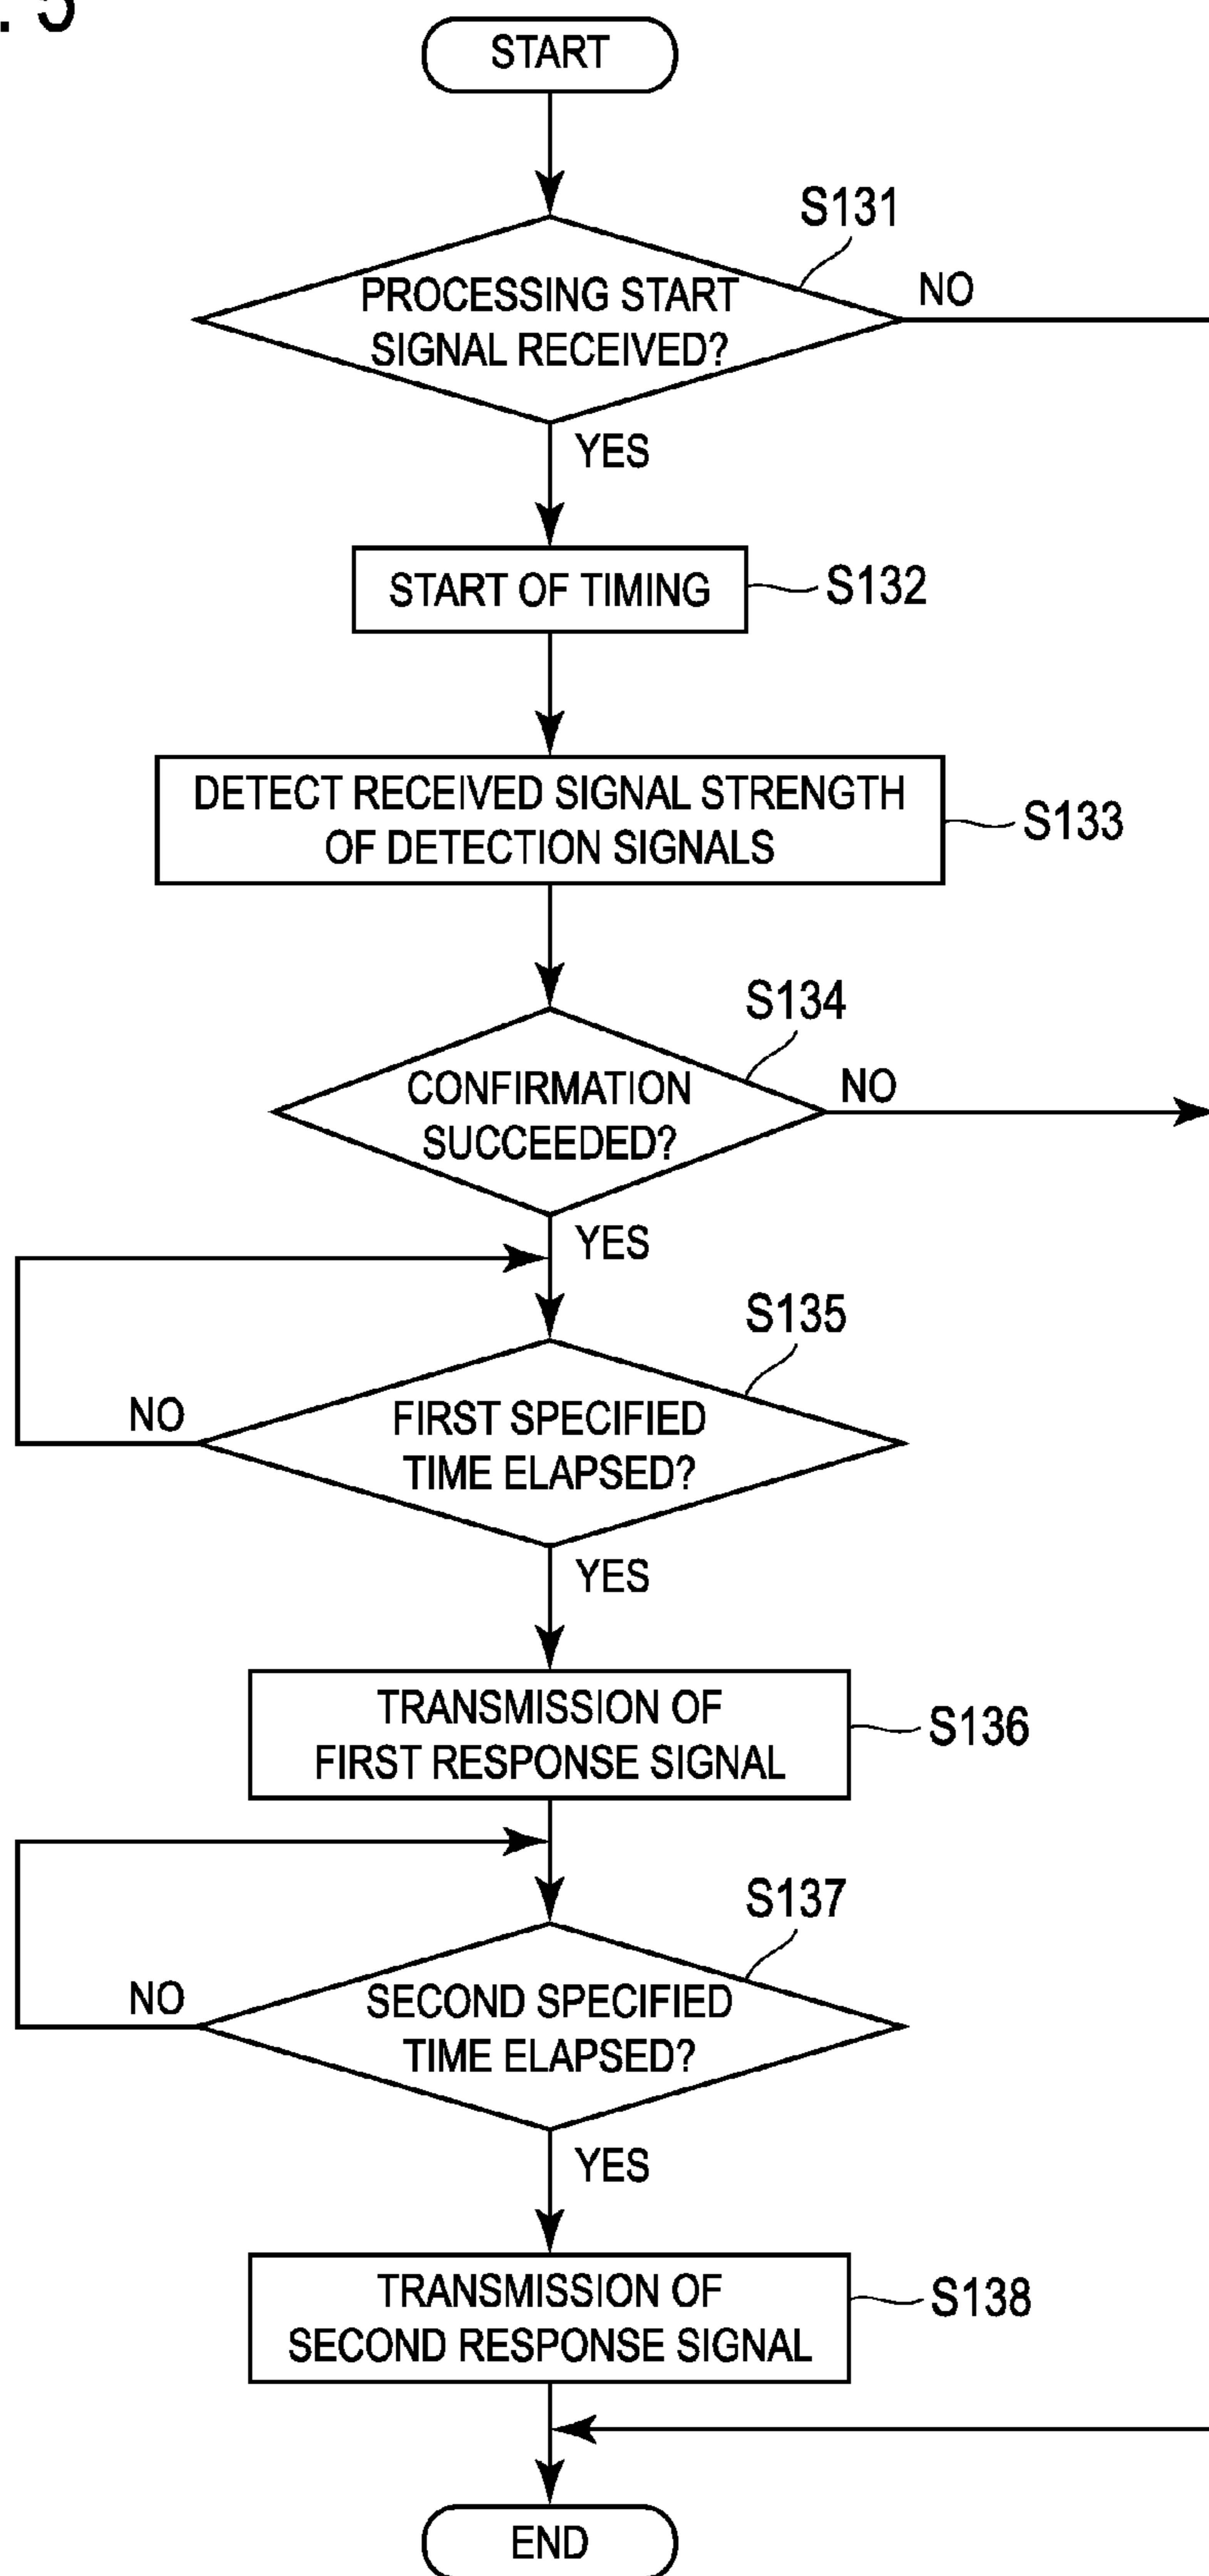 . 5
START
S131
PROCESSING START
SIGNAL RECEIVED?
NO
YES
START OF TIMING
S132
DETECT RECEIVED SIGNAL STRENGTH
OF DETECTION SIGNALS
S133
S134
CONFIRMATION
SUCCEEDED?
NO
YES
S135
FIRST SPECIFIED
TIME ELAPSED?
NO
YES
TRANSMISSION OF
FIRST RESPONSE SIGNAL
S136
S137
SECOND SPECIFIED
TIME ELAPSED?
NO
YES
TRANSMISSION OF
SECOND RESPONSE SIGNAL
S138
END